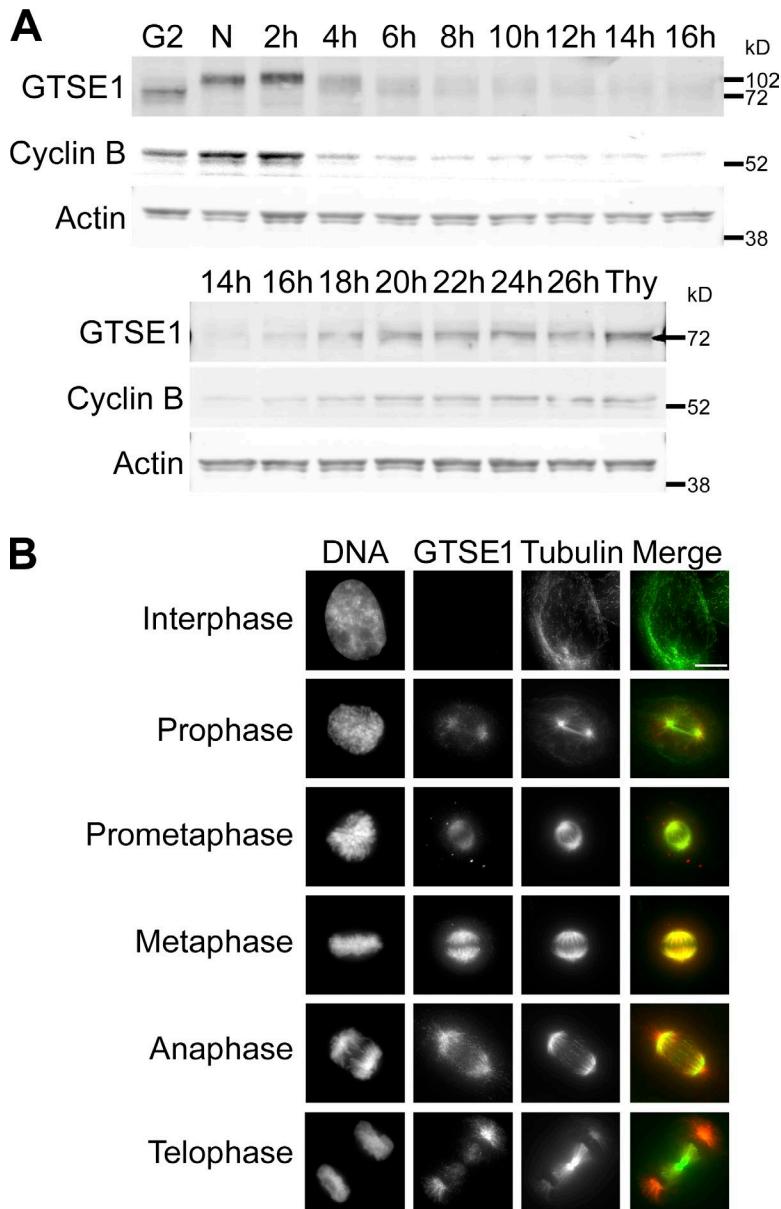 A
G2 N 2h 4h 6h 8h 10h 12h 14h 16h
kD
GTSE1
102
72
Cyclin B
52
Actin
38
14h 16h 18h 20h 22h 24h 26h Thy
kD
GTSE1
72
Cyclin B
52
Actin
38
B
DNA GTSE1 Tubulin Merge
Interphase
Prophase
Prometaphase
Metaphase
Anaphase
Telophase